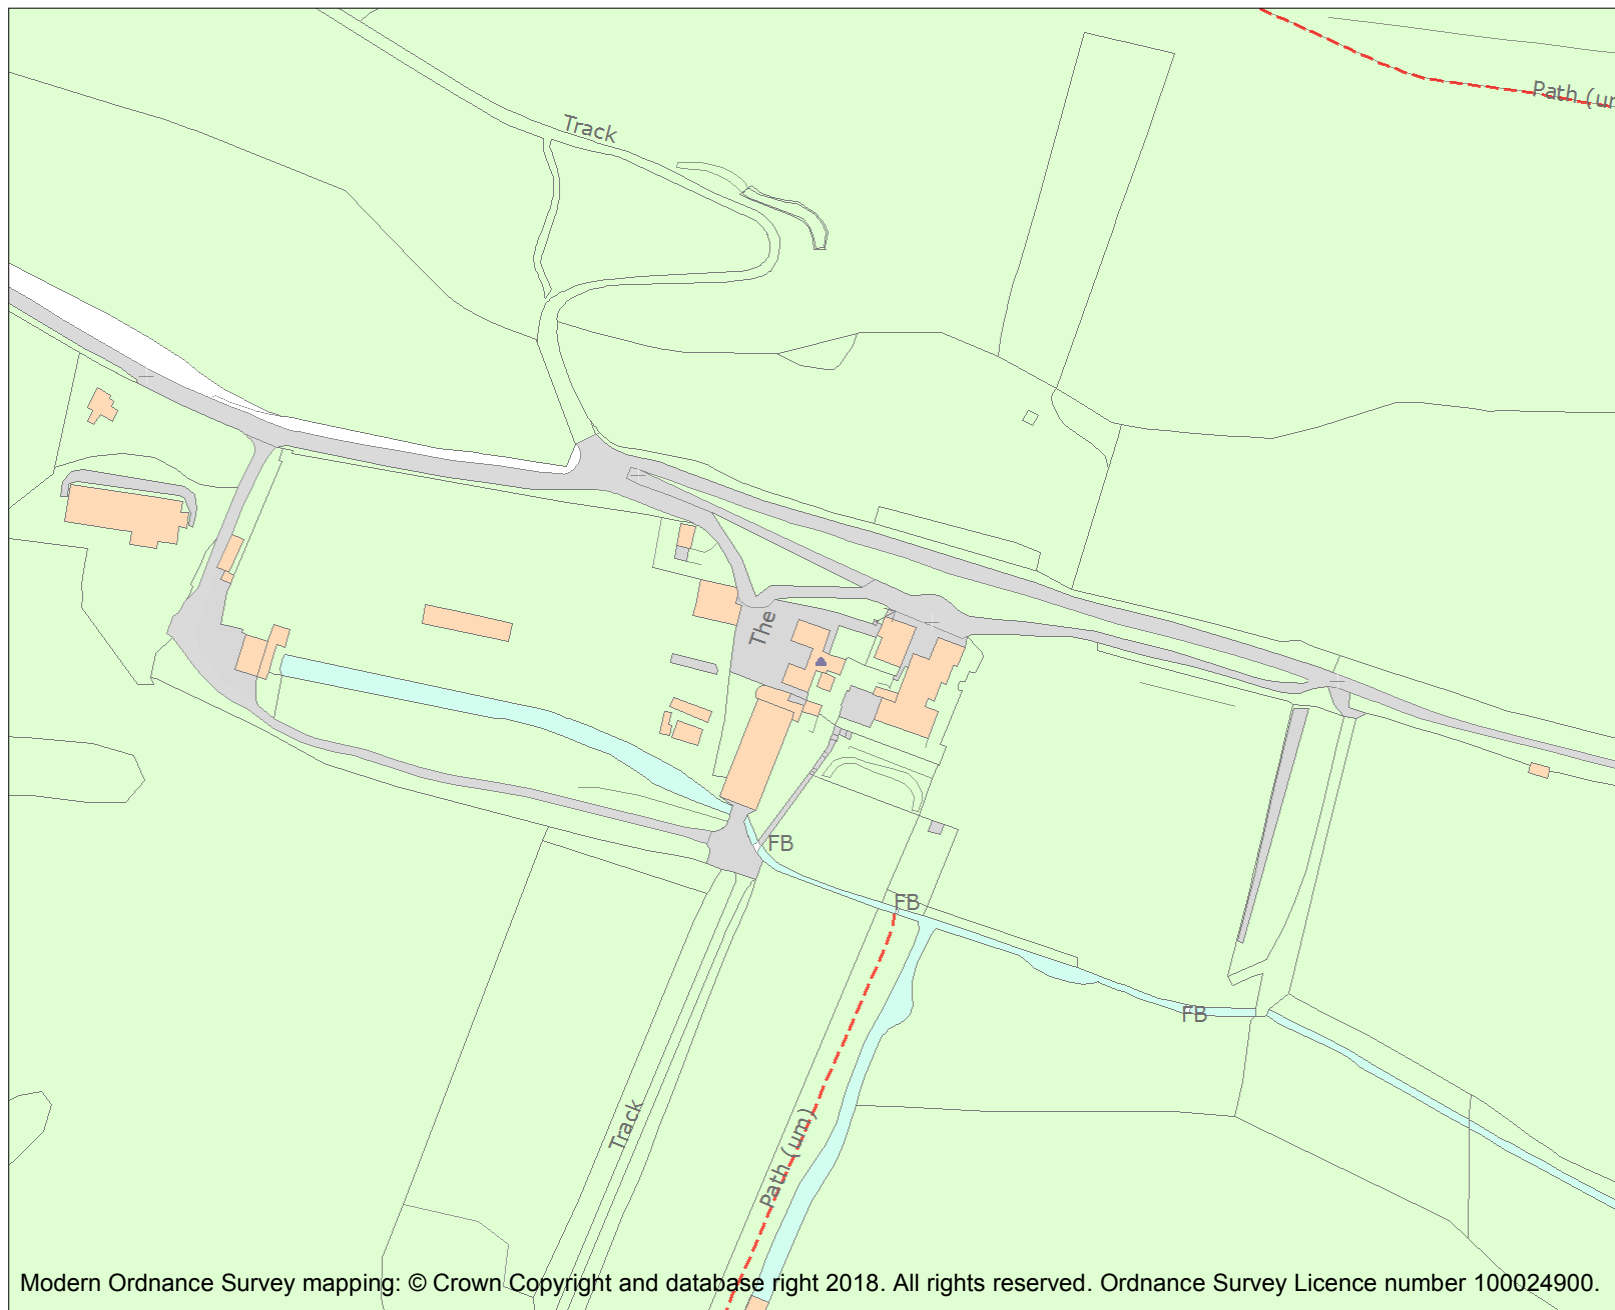 Path (ur
Track
The
FB
FB
FB
Track
Path (um)
Modern Ordnance Survey mapping: © Crown Copyright and database right 2018. All rights reserved. Ordnance Survey Licence number 100024900.